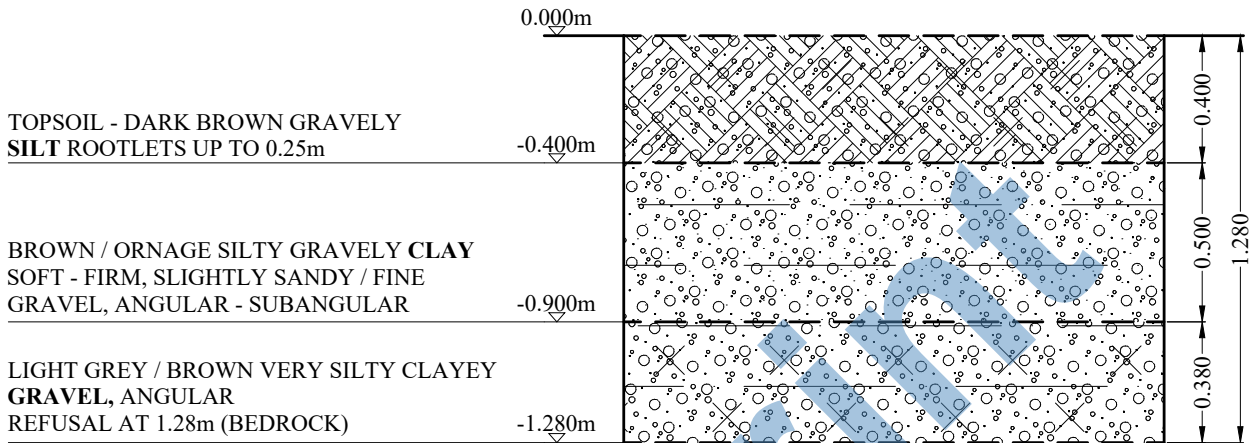 0.000m
TOPSOIL - DARK BROWN GRAVELY
SILT ROOTLETS UP TO 0.25m
-0.400m
0.400
BROWN / ORNAGE SILTY GRAVELY CLAY
SOFT - FIRM, SLIGHTLY SANDY / FINE
GRAVEL, ANGULAR - SUBANGULAR
-0.900m
0.500
1.280
LIGHT GREY / BROWN VERY SILTY CLAYEY
GRAVEL, ANGULAR
REFUSAL AT 1.28m (BEDROCK)
-1.280m
0.380